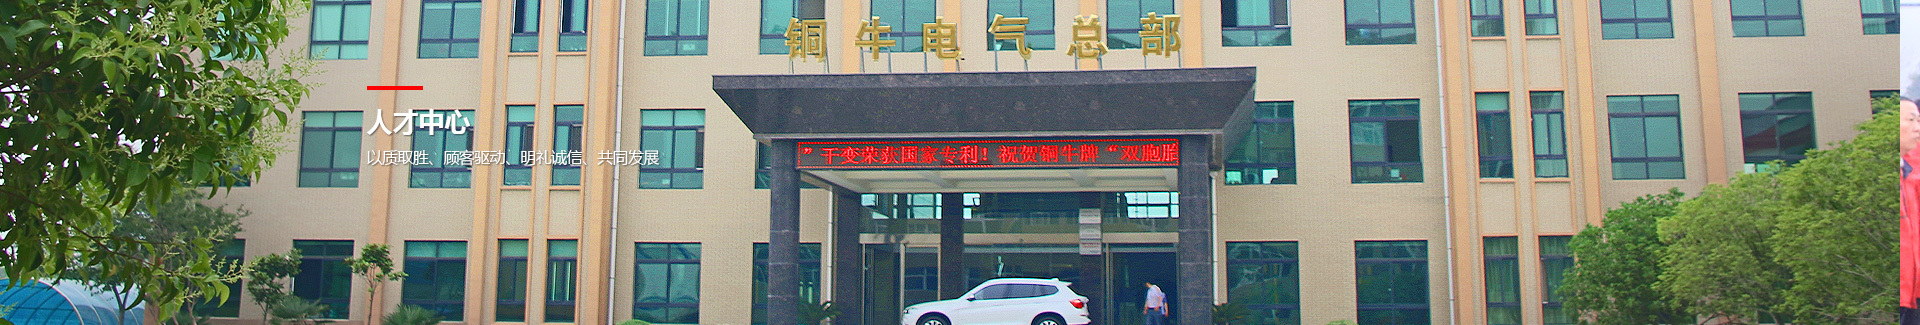 铜牛电气总部
人才中心
以质取胜、顾客驱动、明礼诚信、共同发展
”干变荣获国家专利！祝贺铜牛牌“双胞胎